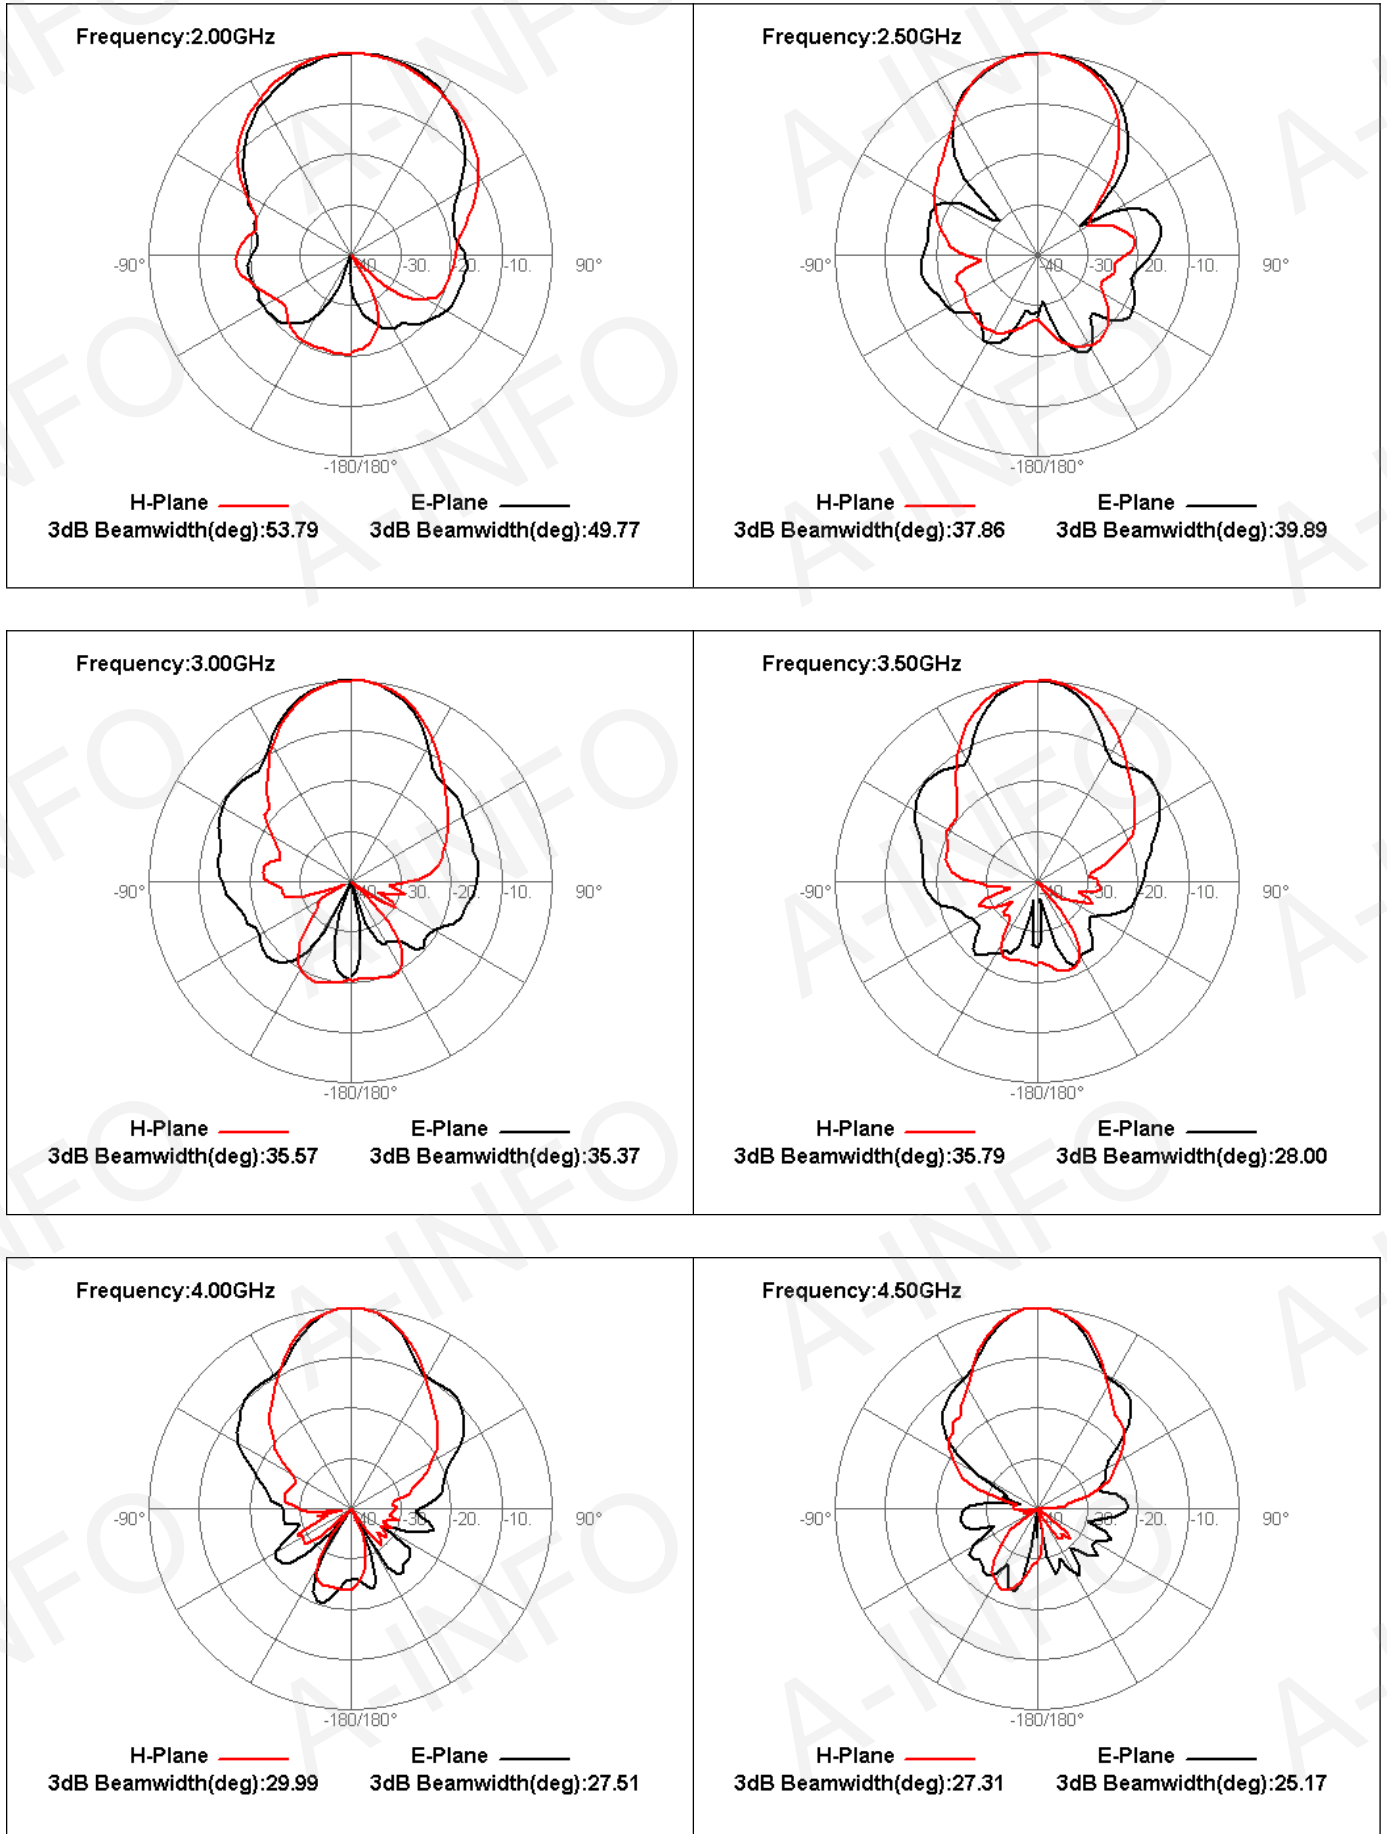 Frequency:2.00GHz
-90° -40. -30. -20. -10. 90°
-180/180°
H-Plane E-Plane
3dB Beamwidth(deg):53.79 3dB Beamwidth(deg):49.77
Frequency:2.50GHz
-90° -40. -30. -20. -10. 90°
-180/180°
H-Plane E-Plane
3dB Beamwidth(deg):37.86 3dB Beamwidth(deg):39.89
Frequency:3.00GHz
-90° -40. -30. -20. -10. 90°
-180/180°
H-Plane E-Plane
3dB Beamwidth(deg):35.57 3dB Beamwidth(deg):35.37
Frequency:3.50GHz
-90° -40. -30. -20. -10. 90°
-180/180°
H-Plane E-Plane
3dB Beamwidth(deg):35.79 3dB Beamwidth(deg):28.00
Frequency:4.00GHz
-90° -40. -30. -20. -10. 90°
-180/180°
H-Plane E-Plane
3dB Beamwidth(deg):29.99 3dB Beamwidth(deg):27.51
Frequency:4.50GHz
-90° -40. -30. -20. -10. 90°
-180/180°
H-Plane E-Plane
3dB Beamwidth(deg):27.31 3dB Beamwidth(deg):25.17
A-INFO